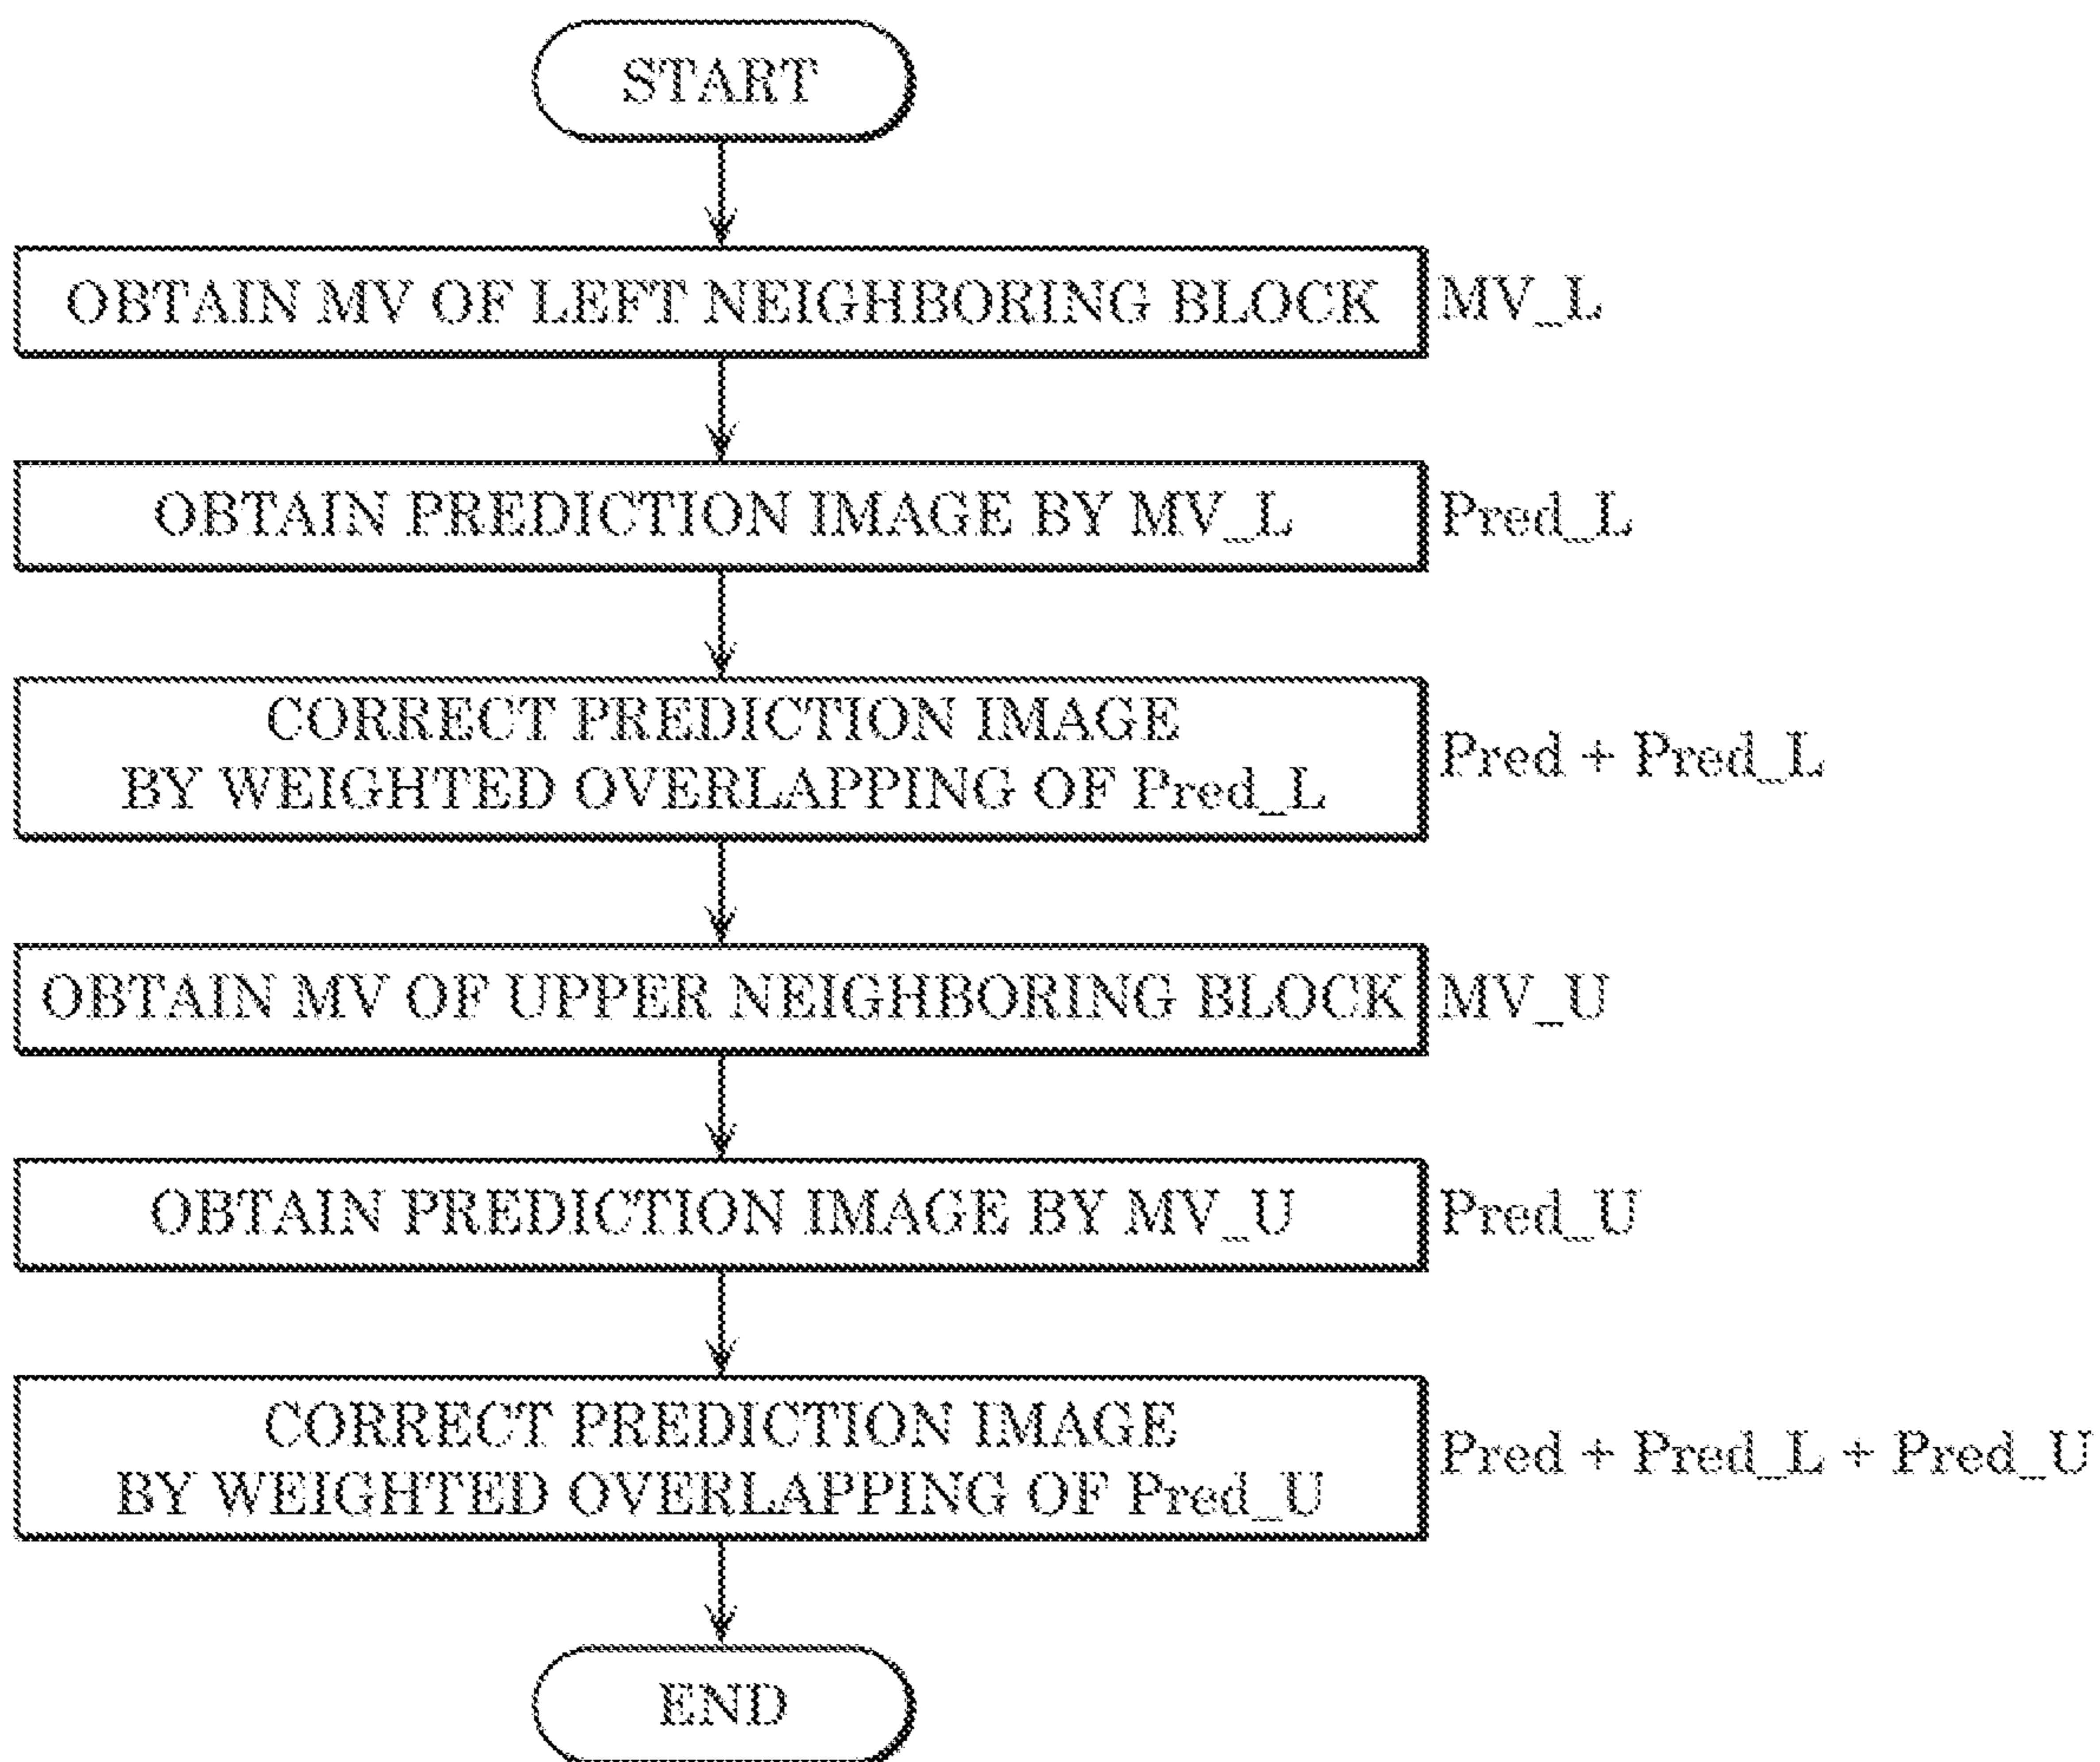 START
OBTAIN MV OF LEFT NEIGHBORING BLOCK
MV_L
OBTAIN PREDICTION IMAGE BY MV_L
Pred_L
CORRECT PREDICTION IMAGE
BY WEIGHTED OVERLAPPING OF Pred_L
Pred + Pred_L
OBTAIN MV OF UPPER NEIGHBORING BLOCK
MV_U
OBTAIN PREDICTION IMAGE BY MV_U
Pred_U
CORRECT PREDICTION IMAGE
BY WEIGHTED OVERLAPPING OF Pred_U
Pred + Pred_L + Pred_U
END